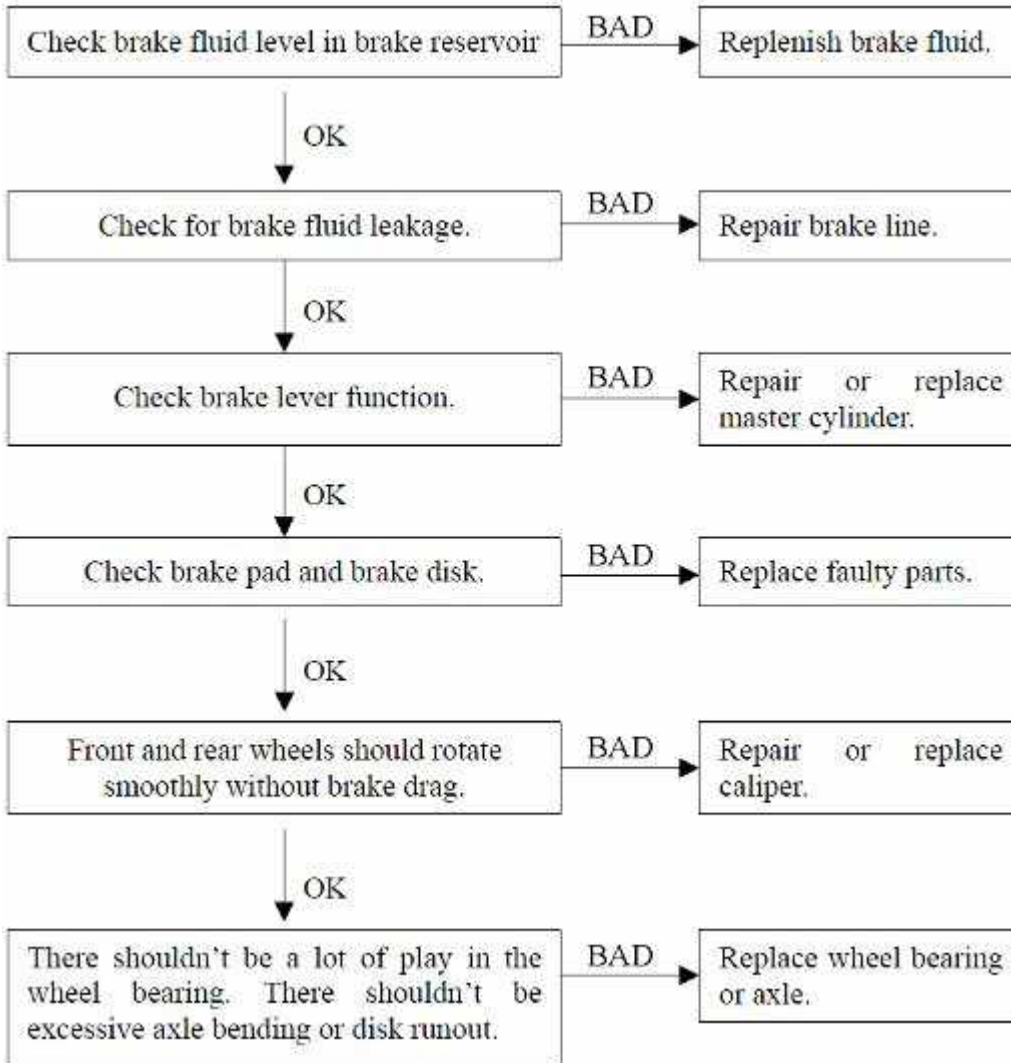 Check brake fluid level in brake reservoir
BAD
Replenish brake fluid.
OK
Check for brake fluid leakage.
BAD
Repair brake line.
OK
Check brake lever function.
BAD
Repair or replace
master cylinder.
OK
Check brake pad and brake disk.
BAD
Replace faulty parts.
OK
Front and rear wheels should rotate
smoothly without brake drag.
BAD
Repair or replace
caliper.
OK
There shouldn't be a lot of play in the
wheel bearing. There shouldn't be
excessive axle bending or disk runout.
BAD
Replace wheel bearing
or axle.